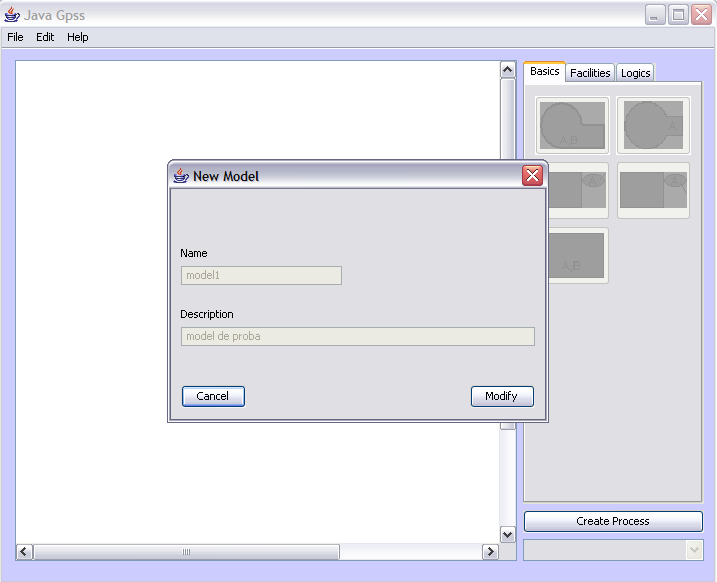 Java Gpss
File Edit Help
Basics Facilities Logics
A,B
A
A
A
A,B
New Model
Name
model1
Description
model de proba
Cancel Modify
Create Process